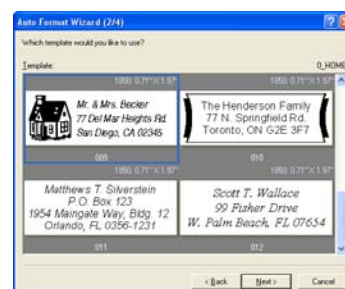 Auto Format Wizard (2/4)
Which template would you like to use?
Template: 0_HOME
1850: 0.71"X1.97" 1850: 0.71"X1.97"
Mr. & Mrs. Becker
77 Del Mar Heights Rd.
San Diego, CA 02345
The Henderson Family
77 N. Springfield Rd.
Toronto, ON G2E 3F7
009 010
1850: 0.71"X1.97" 1850: 0.71"X1.97"
Matthews T. Silverstein
P.O. Box 123
1954 Maingate Way, Bldg. 12
Orlando, FL 0356-1231
Scott T. Wallace
99 Fisher Drive
W. Palm Beach, FL 07654
011 012
< Back Next > Cancel